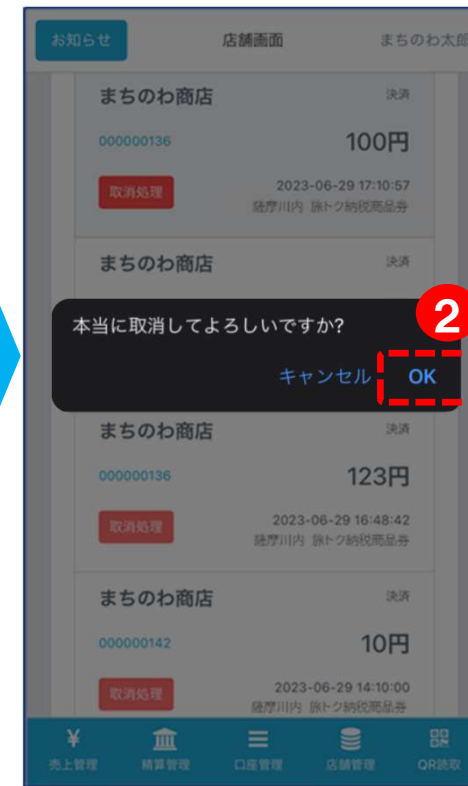 お知らせ 店舗画面 まちのわ太郎
まちのわ商店 決済
000000136 100円
取消処理 2023-06-29 17:10:57
薩摩川内 旅トク納税商品券
まちのわ商店 決済
本当に取消してよろしいですか?
2
キャンセル OK
まちのわ商店 決済
000000136 123円
取消処理 2023-06-29 16:48:42
薩摩川内 旅トク納税商品券
まちのわ商店 決済
000000142 10円
取消処理 2023-06-29 14:10:00
薩摩川内 旅トク納税商品券
売上管理 精算管理 口座管理 店舗管理 QR読取